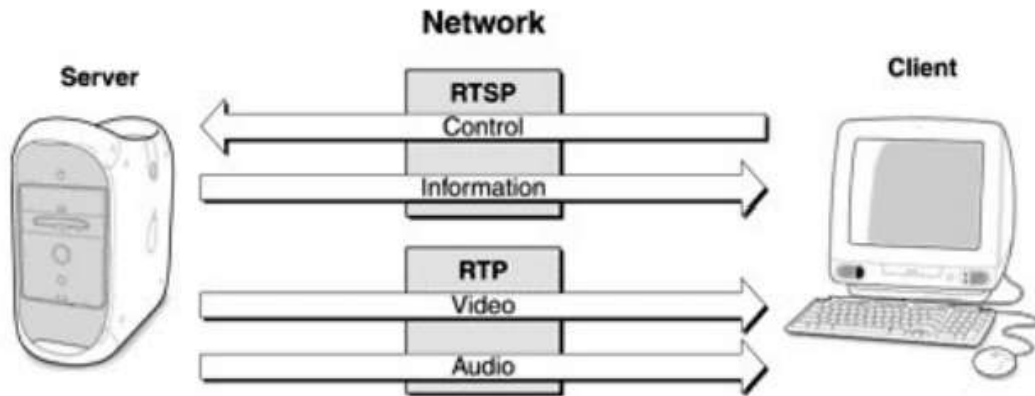 Network
Server
Client
RTSP
Control
Information
RTP
Video
Audio